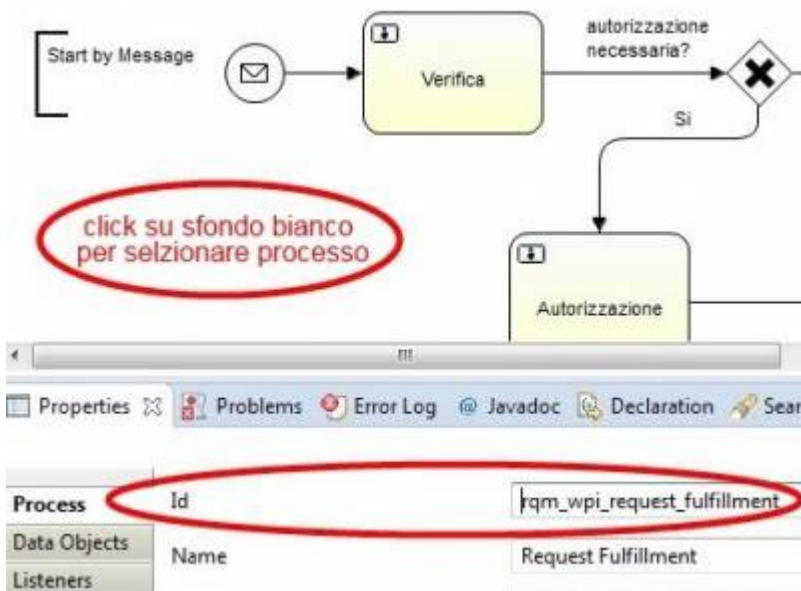 autorizzazione
Start by Message
necessaria?
Verifica
Si
click su sfondo bianco
per selzionare processo
Autorizzazione
Properties Problems Error Log @ Javadoc Declaration Sear
Process Id rqm_wpi_request_fulfillment
Data Objects
Name Request Fulfillment
Listeners